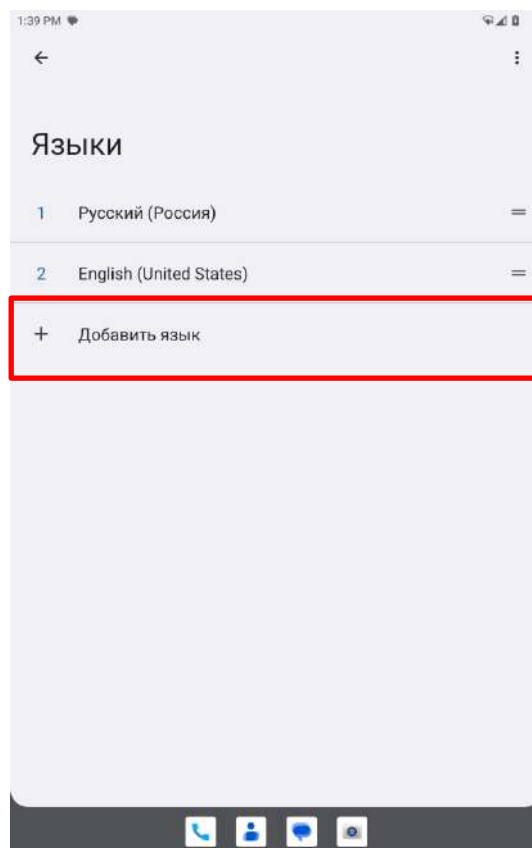 1:39 PM
Языки
1 Русский (Россия)
2 English (United States)
+ Добавить язык